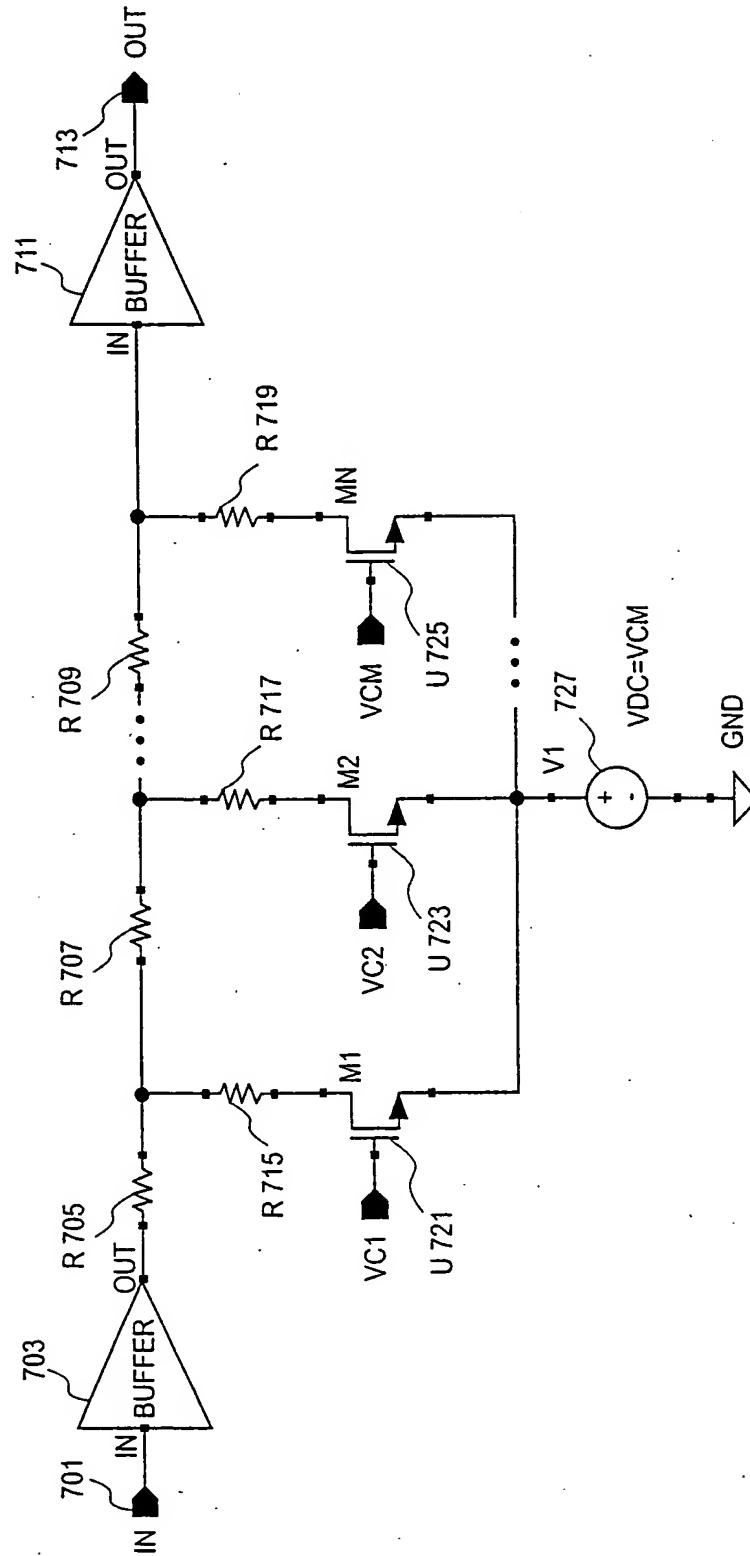 IN
701
IN
BUFFER
703
OUT
R 705
R 707
R 709
IN
BUFFER
711
OUT
713
OUT
R 715
R 717
R 719
M1
M2
MN
VC1
U 721
VC2
U 723
VCM
U 725
V1
727
VDC=VCM
+
-
GND